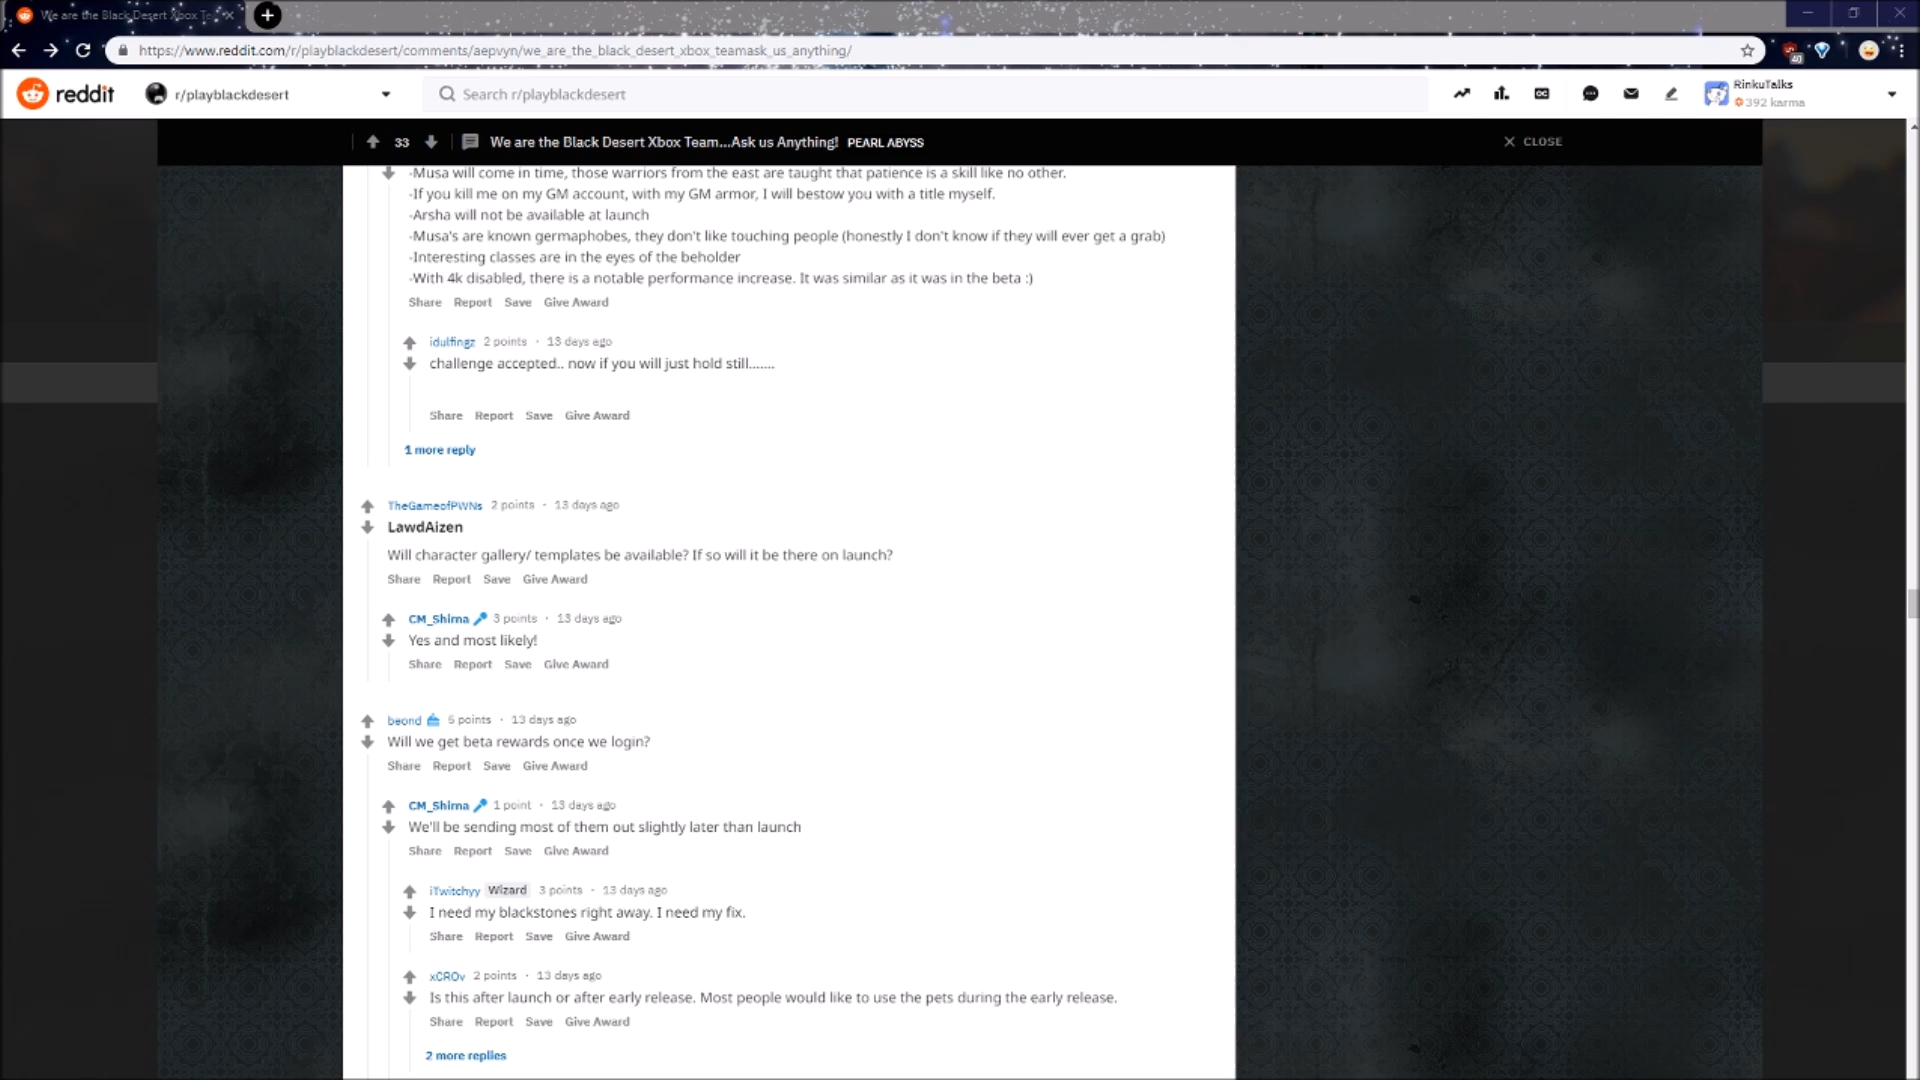 We are the Black Desert Xbox Te
https://www.reddit.com/r/playblackdesert/comments/aepvyn/we_are_the_black_desert_xbox_teamask_us_anything/
40
reddit
r/playblackdesert
Search r/playblackdesert
RinkuTalks
392 karma
33
We are the Black Desert Xbox Team...Ask us Anything! PEARL ABYSS
CLOSE
-Musa will come in time, those warriors from the east are taught that patience is a skill like no other.
-If you kill me on my GM account, with my GM armor, I will bestow you with a title myself.
-Arsha will not be available at launch
-Musa's are known germaphobes, they don't like touching people (honestly I don't know if they will ever get a grab)
-Interesting classes are in the eyes of the beholder
-With 4k disabled, there is a notable performance increase. It was similar as it was in the beta :)
Share Report Save Give Award
idulfingz 2 points · 13 days ago
challenge accepted.. now if you will just hold still.......
Share Report Save Give Award
1 more reply
TheGameofPWNs 2 points · 13 days ago
LawdAizen
Will character gallery/ templates be available? If so will it be there on launch?
Share Report Save Give Award
CM_Shirna 3 points · 13 days ago
Yes and most likely!
Share Report Save Give Award
beond 5 points · 13 days ago
Will we get beta rewards once we login?
Share Report Save Give Award
CM_Shirna 1 point · 13 days ago
We'll be sending most of them out slightly later than launch
Share Report Save Give Award
iTwitchyy Wizard 3 points · 13 days ago
I need my blackstones right away. I need my fix.
Share Report Save Give Award
xCROv 2 points · 13 days ago
Is this after launch or after early release. Most people would like to use the pets during the early release.
Share Report Save Give Award
2 more replies